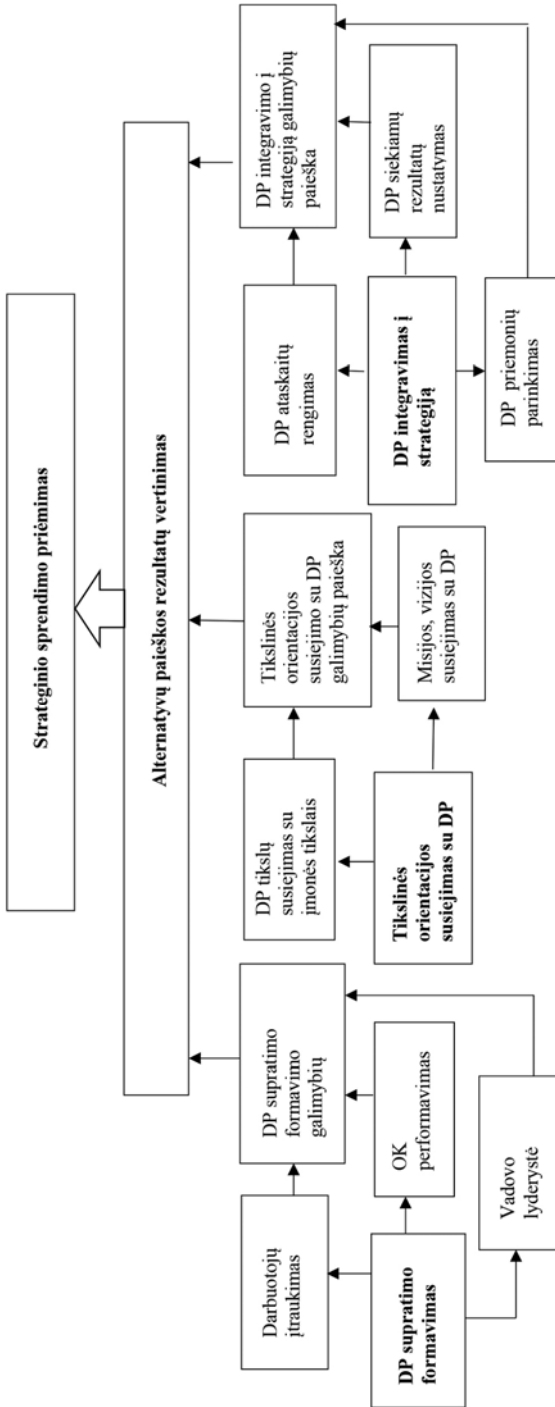 Strateginio sprendimo priėmimas
Alternatyvų paieškos rezultatų vertinimas
Darbuotojų
įtraukimas
DP supratimo
formavimo
galimybių
DP supratimo
formavimas
OK
performavimas
Vadovo
lyderystė
DP tikslų
susiejimas su
įmonės tikslais
Tikslinės
orientacijos
susiejimo su DP
galimybių paieška
Tikslinės
orientacijos
susiejimas su DP
Misijos, vizijos
susiejimas su DP
DP ataskaitų
rengimas
DP integravimo į
strategiją galimybių
paieška
DP integravimas į
strategiją
DP siekiamų
rezultatų
nustatymas
DP priemonių
parinkimas